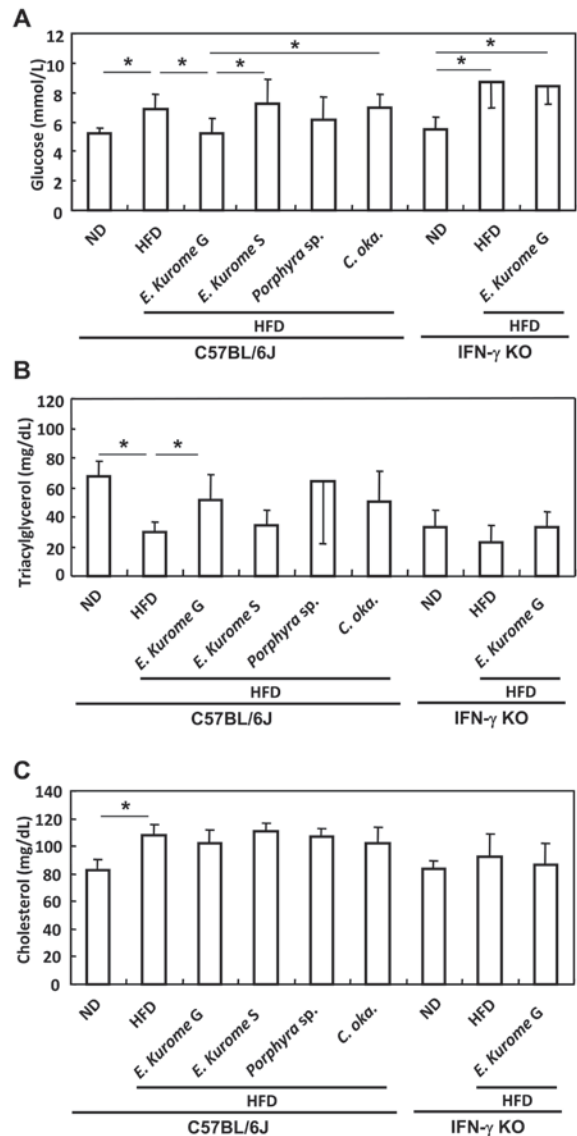 A
Glucose (mmol/L)
12
10
8
6
4
2
0
* * * * * *
ND HFD E. Kurome G E. Kurome S Porphyra sp. C. oka. ND HFD E. Kurome G
HFD HFD
C57BL/6J IFN-γ KO
B
Triacylglycerol (mg/dL)
120
100
80
60
40
20
0
* *
ND HFD E. Kurome G E. Kurome S Porphyra sp. C. oka. ND HFD E. Kurome G
HFD HFD
C57BL/6J IFN-γ KO
C
Cholesterol (mg/dL)
140
120
100
80
60
40
20
0
*
ND HFD E. Kurome G E. Kurome S Porphyra sp. C. oka. ND HFD E. Kurome G
HFD HFD
C57BL/6J IFN-γ KO